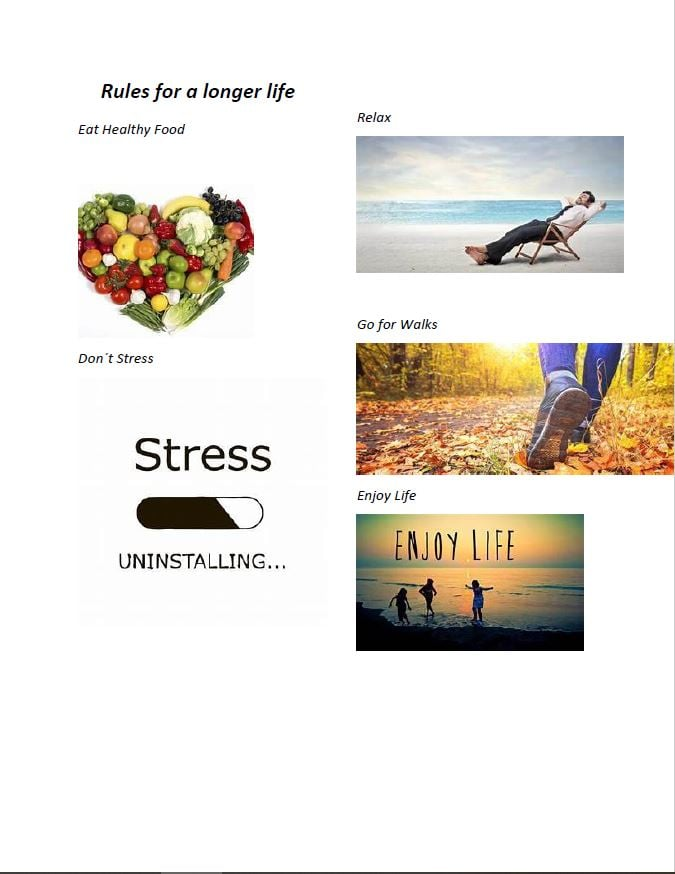 Rules for a longer life
Eat Healthy Food
Don´t Stress
Stress
UNINSTALLING...
Relax
Go for Walks
Enjoy Life
ENJOY LIFE